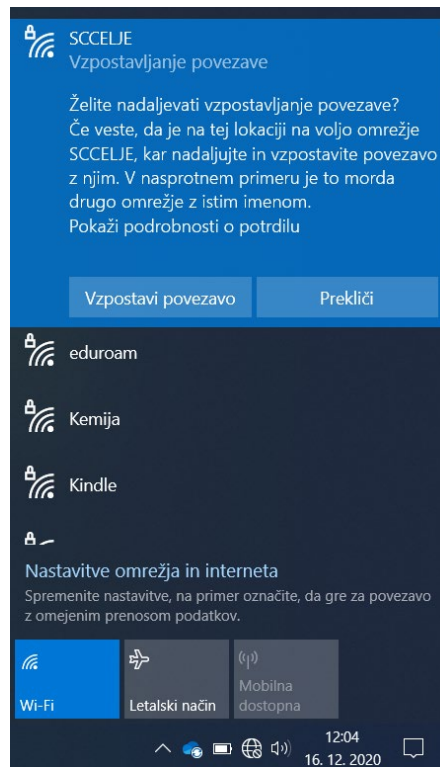 SCCELJE
Vzpostavljanje povezave
Želite nadaljevati vzpostavljanje povezave?
Če veste, da je na tej lokaciji na voljo omrežje
SCCELJE, kar nadaljujte in vzpostavite povezavo
z njim. V nasprotnem primeru je to morda
drugo omrežje z istim imenom.
Pokaži podrobnosti o potrdilu
Vzpostavi povezavo
Prekliči
eduroam
Kemija
Kindle
Nastavitve omrežja in interneta
Spremenite nastavitve, na primer označite, da gre za povezavo
z omejenim prenosom podatkov.
Wi-Fi
Letalski način
Mobilna
dostopna
12:04
16. 12. 2020